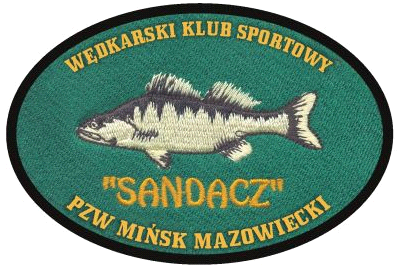 WĘDKARSKI KLUB SPORTOWY
"SANDACZ"
PZW MIŃSK MAZOWIECKI